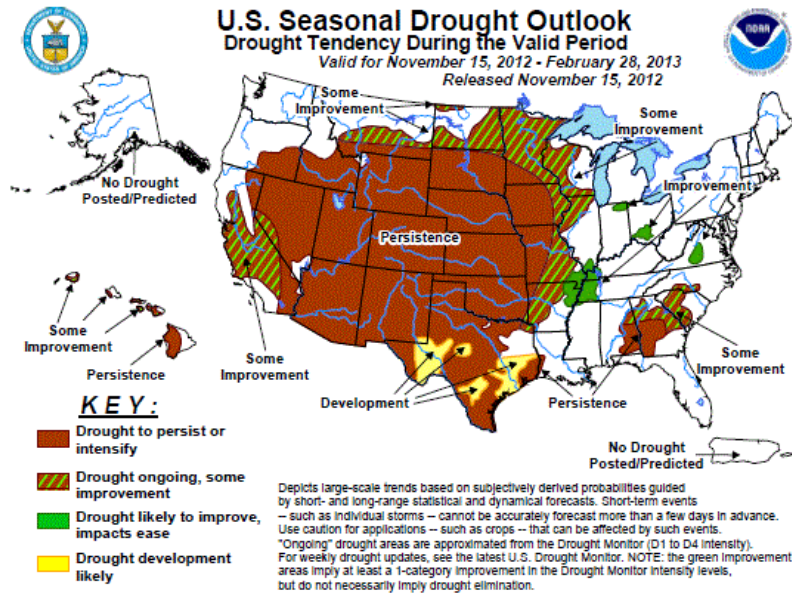 U.S. Seasonal Drought Outlook
Drought Tendency During the Valid Period
Valid for November 15, 2012 - February 28, 2013
Released November 15, 2012
DEPARTMENT OF COMMERCE
UNITED STATES OF AMERICA
NOAA
Some
Improvement
Some
Improvement
No Drought
Posted/Predicted
Improvement
Persistence
Some
Improvement
Persistence
Some
Improvement
Development
Persistence
Some
Improvement
No Drought
Posted/Predicted
KEY:
Drought to persist or
intensify
Drought ongoing, some
improvement
Drought likely to improve,
impacts ease
Drought development
likely
Depicts large-scale trends based on subjectively derived probabilities guided
by short- and long-range statistical and dynamical forecasts. Short-term events
-- such as individual storms -- cannot be accurately forecast more than a few days in advance.
Use caution for applications -- such as crops -- that can be affected by such events.
"Ongoing" drought areas are approximated from the Drought Monitor (D1 to D4 intensity).
For weekly drought updates, see the latest U.S. Drought Monitor. NOTE: the green improvement
areas imply at least a 1-category improvement in the Drought Monitor intensity levels,
but do not necessarily imply drought elimination.